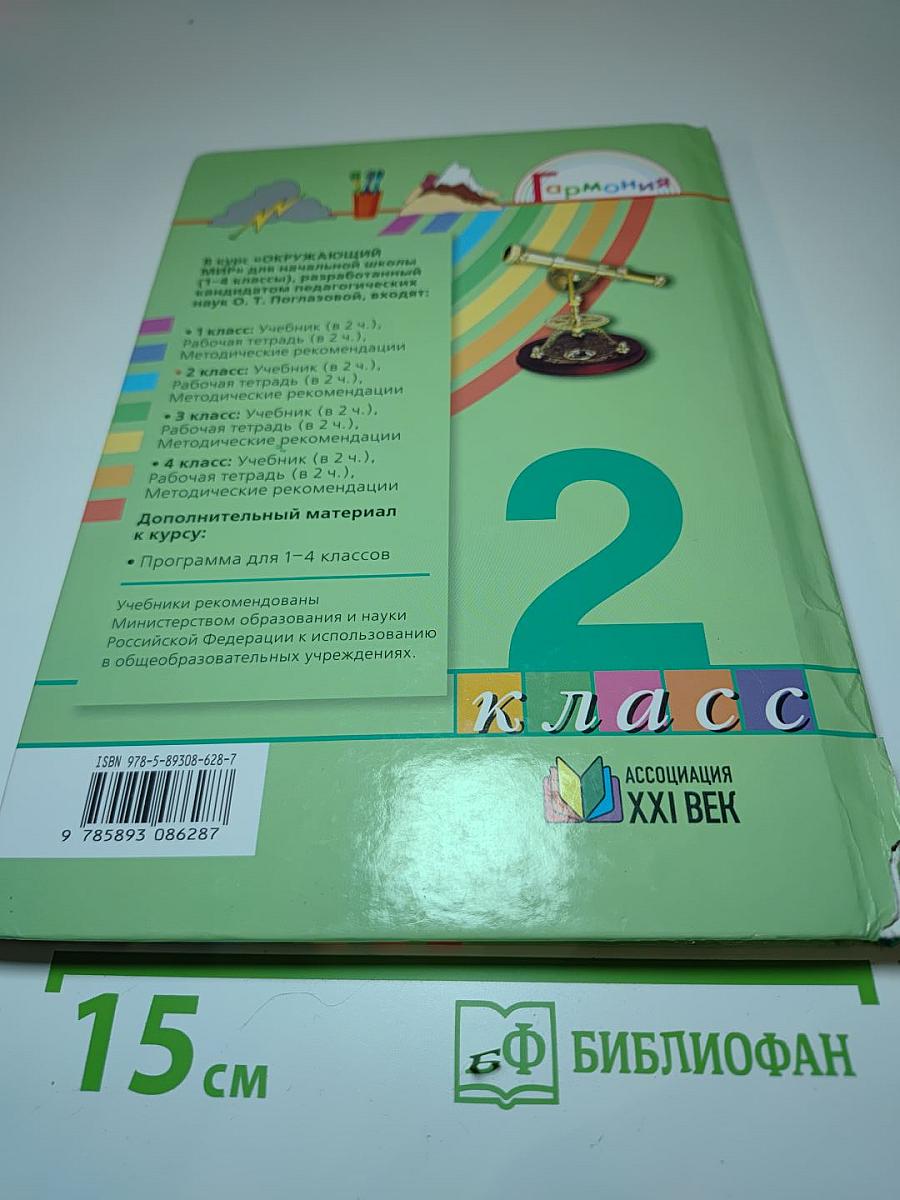 Гармония
В курс «ОКРУЖАЮЩИЙ
МИР» для начальной школы
(1–4 классы), разработанный
кандидатом педагогических
наук О. Т. Поглазовой, входят:
• 1 класс: Учебник (в 2 ч.),
Рабочая тетрадь (в 2 ч.),
Методические рекомендации
• 2 класс: Учебник (в 2 ч.),
Рабочая тетрадь (в 2 ч.),
Методические рекомендации
• 3 класс: Учебник (в 2 ч.),
Рабочая тетрадь (в 2 ч.),
Методические рекомендации
• 4 класс: Учебник (в 2 ч.),
Рабочая тетрадь (в 2 ч.),
Методические рекомендации
Дополнительный материал
к курсу:
• Программа для 1–4 классов
Учебники рекомендованы
Министерством образования и науки
Российской Федерации к использованию
в общеобразовательных учреждениях.
2
класс
ISBN 978-5-89308-628-7
9 785893 086287
АССОЦИАЦИЯ
XXI ВЕК
15 см
БФ БИБЛИОФАН